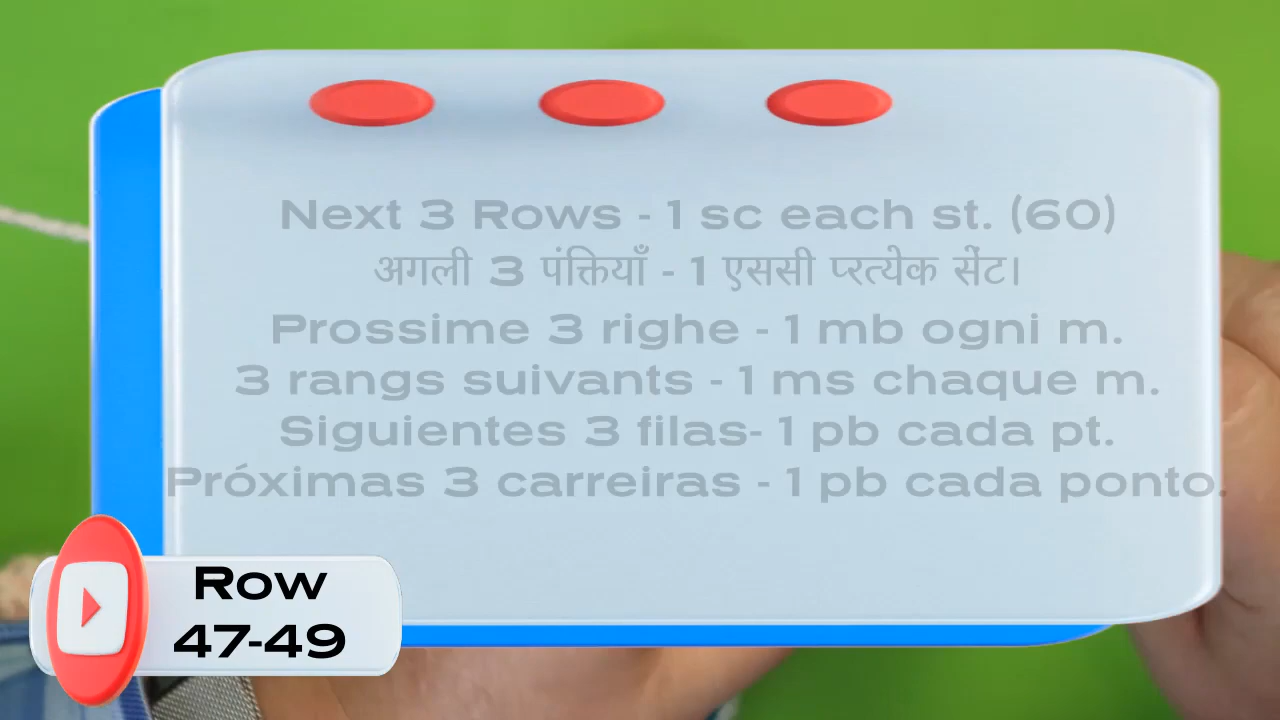 Next 3 Rows - 1 sc each st. (60)
अगली 3 पंक्तियाँ - 1 एससी प्रत्येक सेंट।
Prossime 3 righe - 1 mb ogni m.
3 rangs suivants - 1 ms chaque m.
Siguientes 3 filas- 1 pb cada pt.
Próximas 3 carreiras - 1 pb cada ponto.
Row
47-49